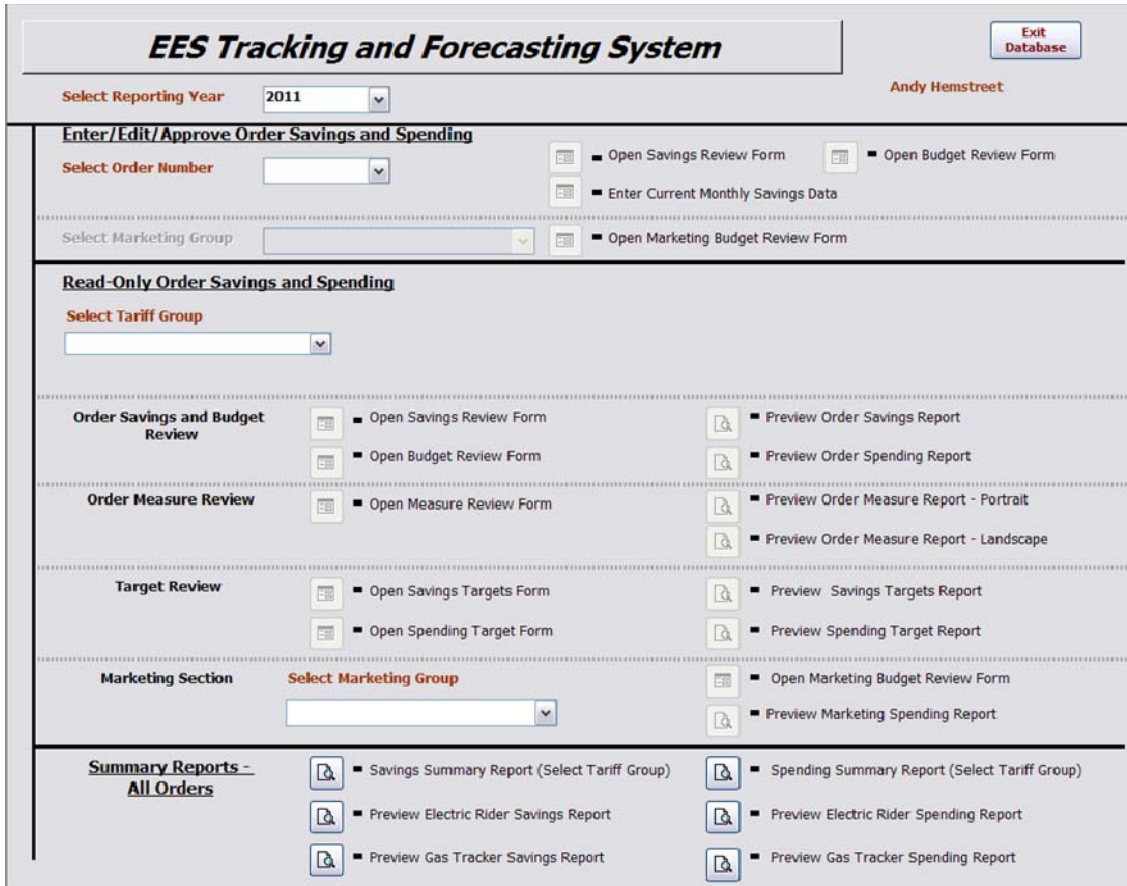 EES Tracking and Forecasting System
Exit
Database
Select Reporting Year
2011
Andy Hemstreet
Enter/Edit/Approve Order Savings and Spending
Select Order Number
Open Savings Review Form
Open Budget Review Form
Enter Current Monthly Savings Data
Select Marketing Group
Open Marketing Budget Review Form
Read-Only Order Savings and Spending
Select Tariff Group
Order Savings and Budget
Review
Open Savings Review Form
Preview Order Savings Report
Open Budget Review Form
Preview Order Spending Report
Order Measure Review
Open Measure Review Form
Preview Order Measure Report - Portrait
Preview Order Measure Report - Landscape
Target Review
Open Savings Targets Form
Preview Savings Targets Report
Open Spending Target Form
Preview Spending Target Report
Marketing Section
Select Marketing Group
Open Marketing Budget Review Form
Preview Marketing Spending Report
Summary Reports -
All Orders
Savings Summary Report (Select Tariff Group)
Spending Summary Report (Select Tariff Group)
Preview Electric Rider Savings Report
Preview Electric Rider Spending Report
Preview Gas Tracker Savings Report
Preview Gas Tracker Spending Report